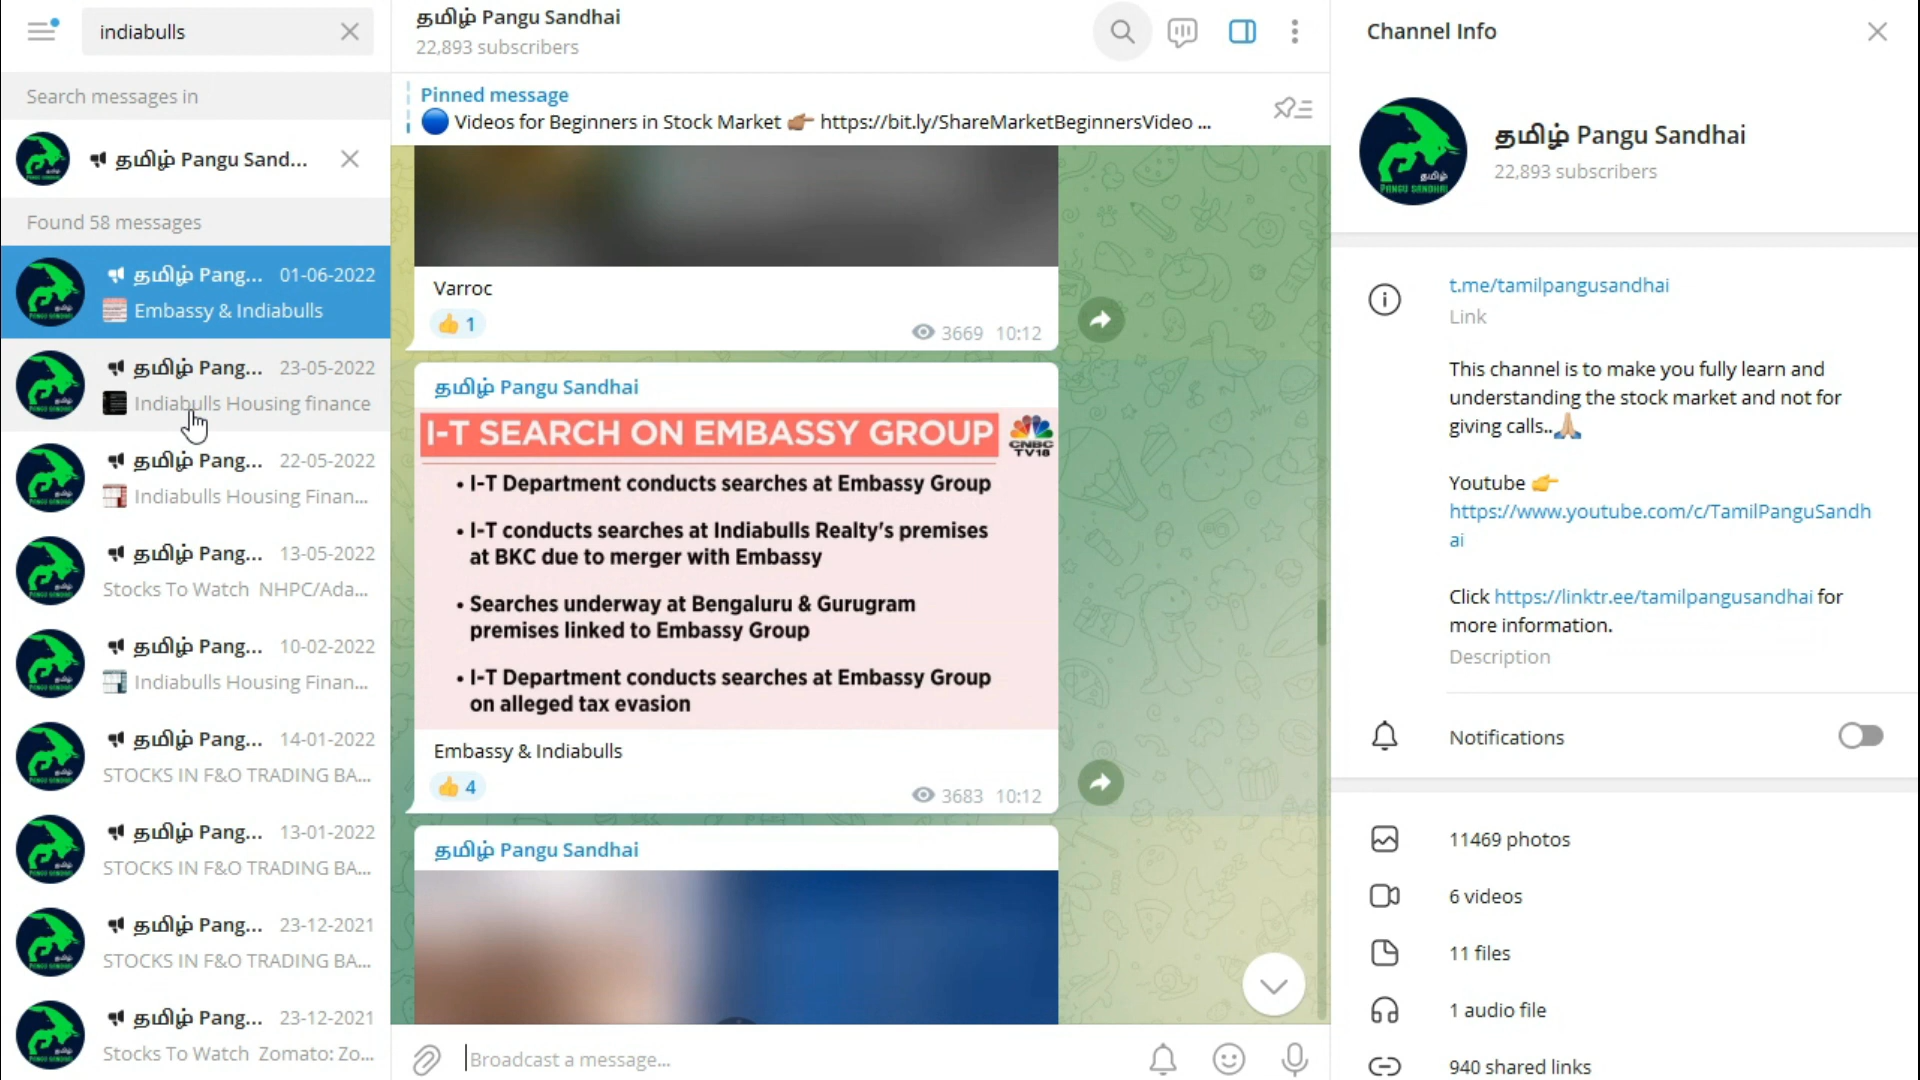 indiabulls
Search messages in
தமிழ் Pangu Sand...
Found 58 messages
தமிழ் Pang... 01-06-2022
Embassy & Indiabulls
தமிழ் Pang... 23-05-2022
Indiabulls Housing finance
தமிழ் Pang... 22-05-2022
Indiabulls Housing Finan...
தமிழ் Pang... 13-05-2022
Stocks To Watch NHPC/Ada...
தமிழ் Pang... 10-02-2022
Indiabulls Housing Finan...
தமிழ் Pang... 14-01-2022
STOCKS IN F&O TRADING BA...
தமிழ் Pang... 13-01-2022
STOCKS IN F&O TRADING BA...
தமிழ் Pang... 23-12-2021
STOCKS IN F&O TRADING BA...
தமிழ் Pang... 23-12-2021
Stocks To Watch Zomato: Zo...
தமிழ் Pangu Sandhai
22,893 subscribers
Pinned message
🔵 Videos for Beginners in Stock Market 👉🏽 https://bit.ly/ShareMarketBeginnersVideo ...
Varroc
👍 1
3669 10:12
தமிழ் Pangu Sandhai
I-T SEARCH ON EMBASSY GROUP
CNBC
TV18
• I-T Department conducts searches at Embassy Group
• I-T conducts searches at Indiabulls Realty's premises
at BKC due to merger with Embassy
• Searches underway at Bengaluru & Gurugram
premises linked to Embassy Group
• I-T Department conducts searches at Embassy Group
on alleged tax evasion
Embassy & Indiabulls
👍 4
3683 10:12
தமிழ் Pangu Sandhai
Broadcast a message...
Channel Info
தமிழ்
PANGU SANDHAI
தமிழ் Pangu Sandhai
22,893 subscribers
t.me/tamilpangusandhai
Link
This channel is to make you fully learn and
understanding the stock market and not for
giving calls..🙏🏼
Youtube 👉
https://www.youtube.com/c/TamilPanguSandh
ai
Click https://linktr.ee/tamilpangusandhai for
more information.
Description
Notifications
11469 photos
6 videos
11 files
1 audio file
940 shared links